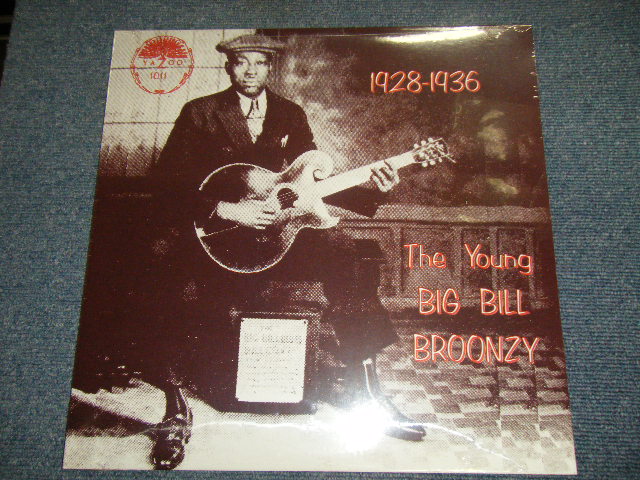 YAZOO
1011
1928-1936
The Young
BIG BILL
BROONZY